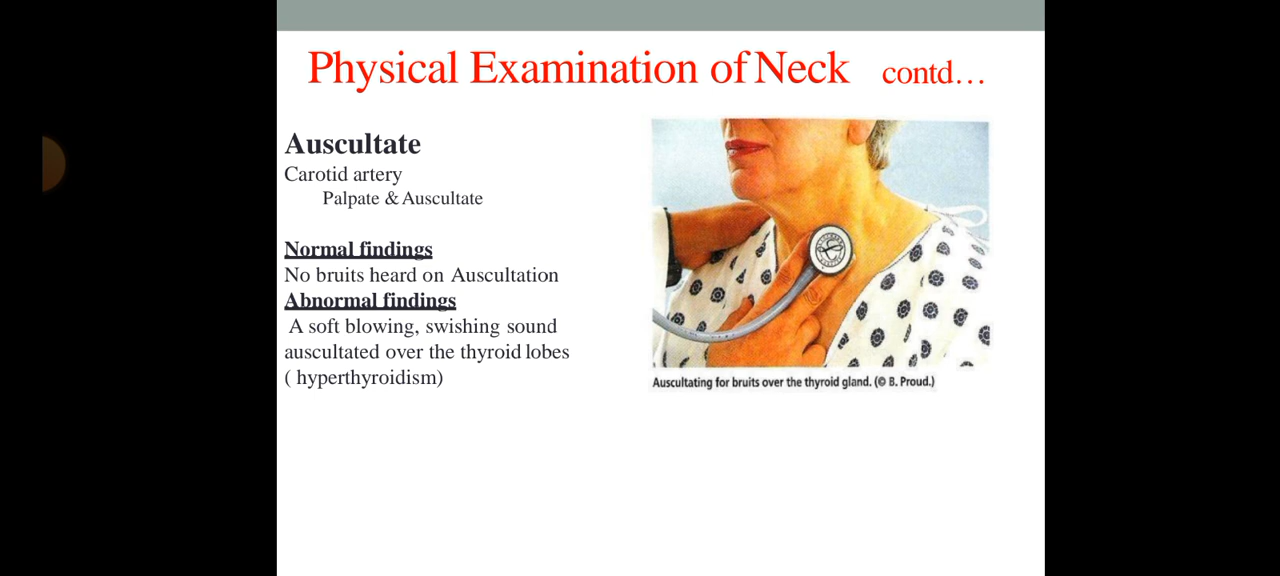 Physical Examination of Neck contd…
Auscultate
Carotid artery
Palpate & Auscultate
Normal findings
No bruits heard on Auscultation
Abnormal findings
A soft blowing, swishing sound
auscultated over the thyroid lobes
( hyperthyroidism)
Auscultating for bruits over the thyroid gland. (© B. Proud.)